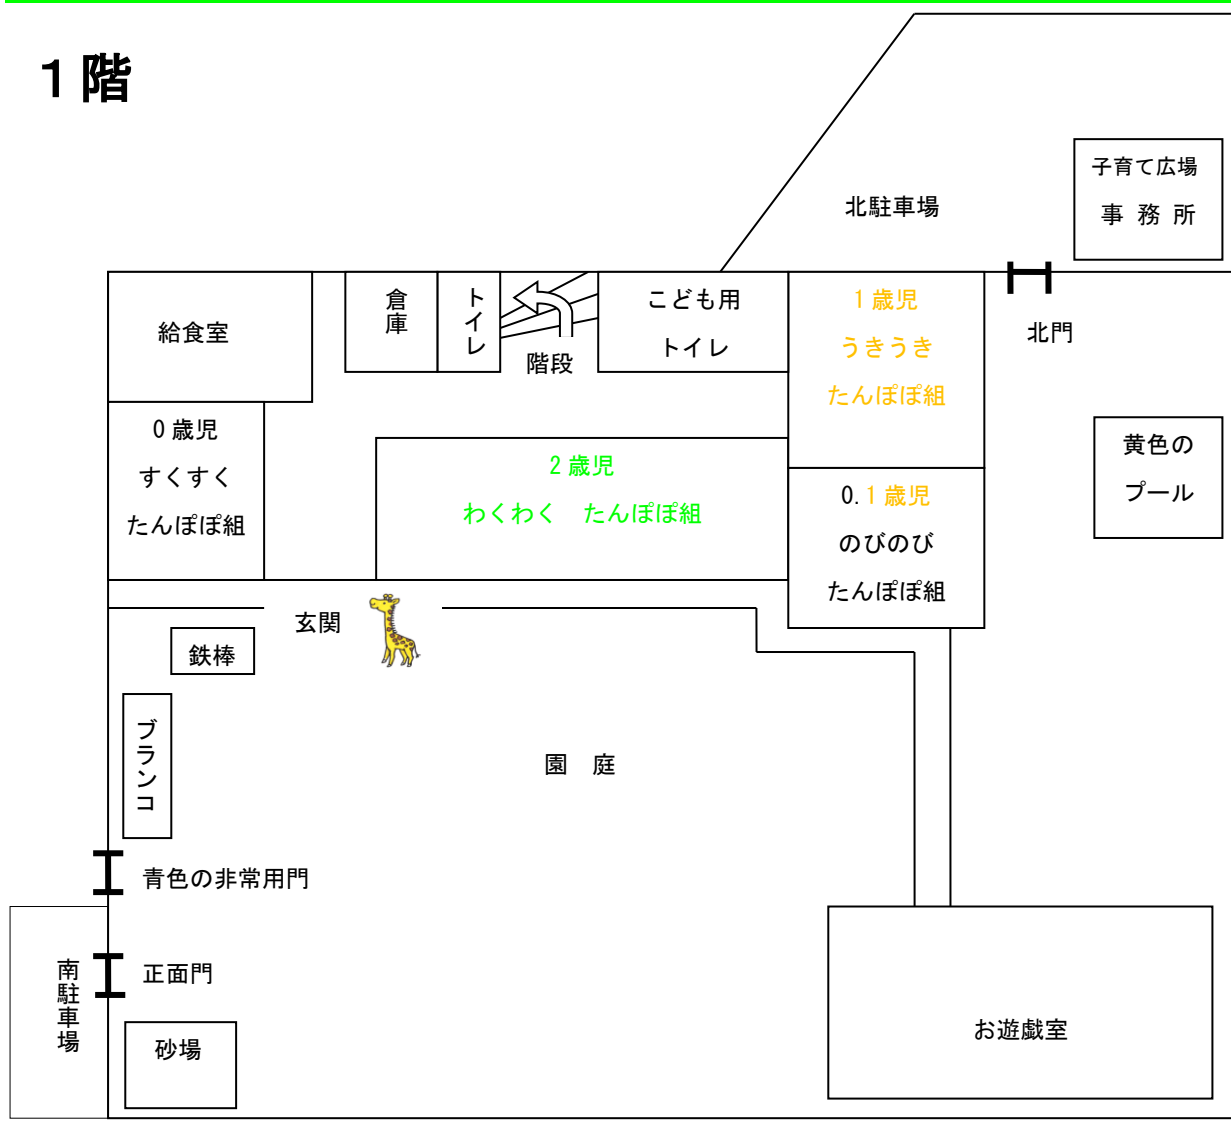 １階
子育て広場
事務所
北駐車場
給食室
倉庫
トイレ
階段
こども用
トイレ
１歳児
うきうき
たんぽぽ組
北門
０歳児
すくすく
たんぽぽ組
２歳児
わくわく　たんぽぽ組
0.１歳児
のびのび
たんぽぽ組
黄色の
プール
玄関
鉄棒
ブランコ
園　庭
青色の非常用門
南駐車場
正面門
砂場
お遊戯室